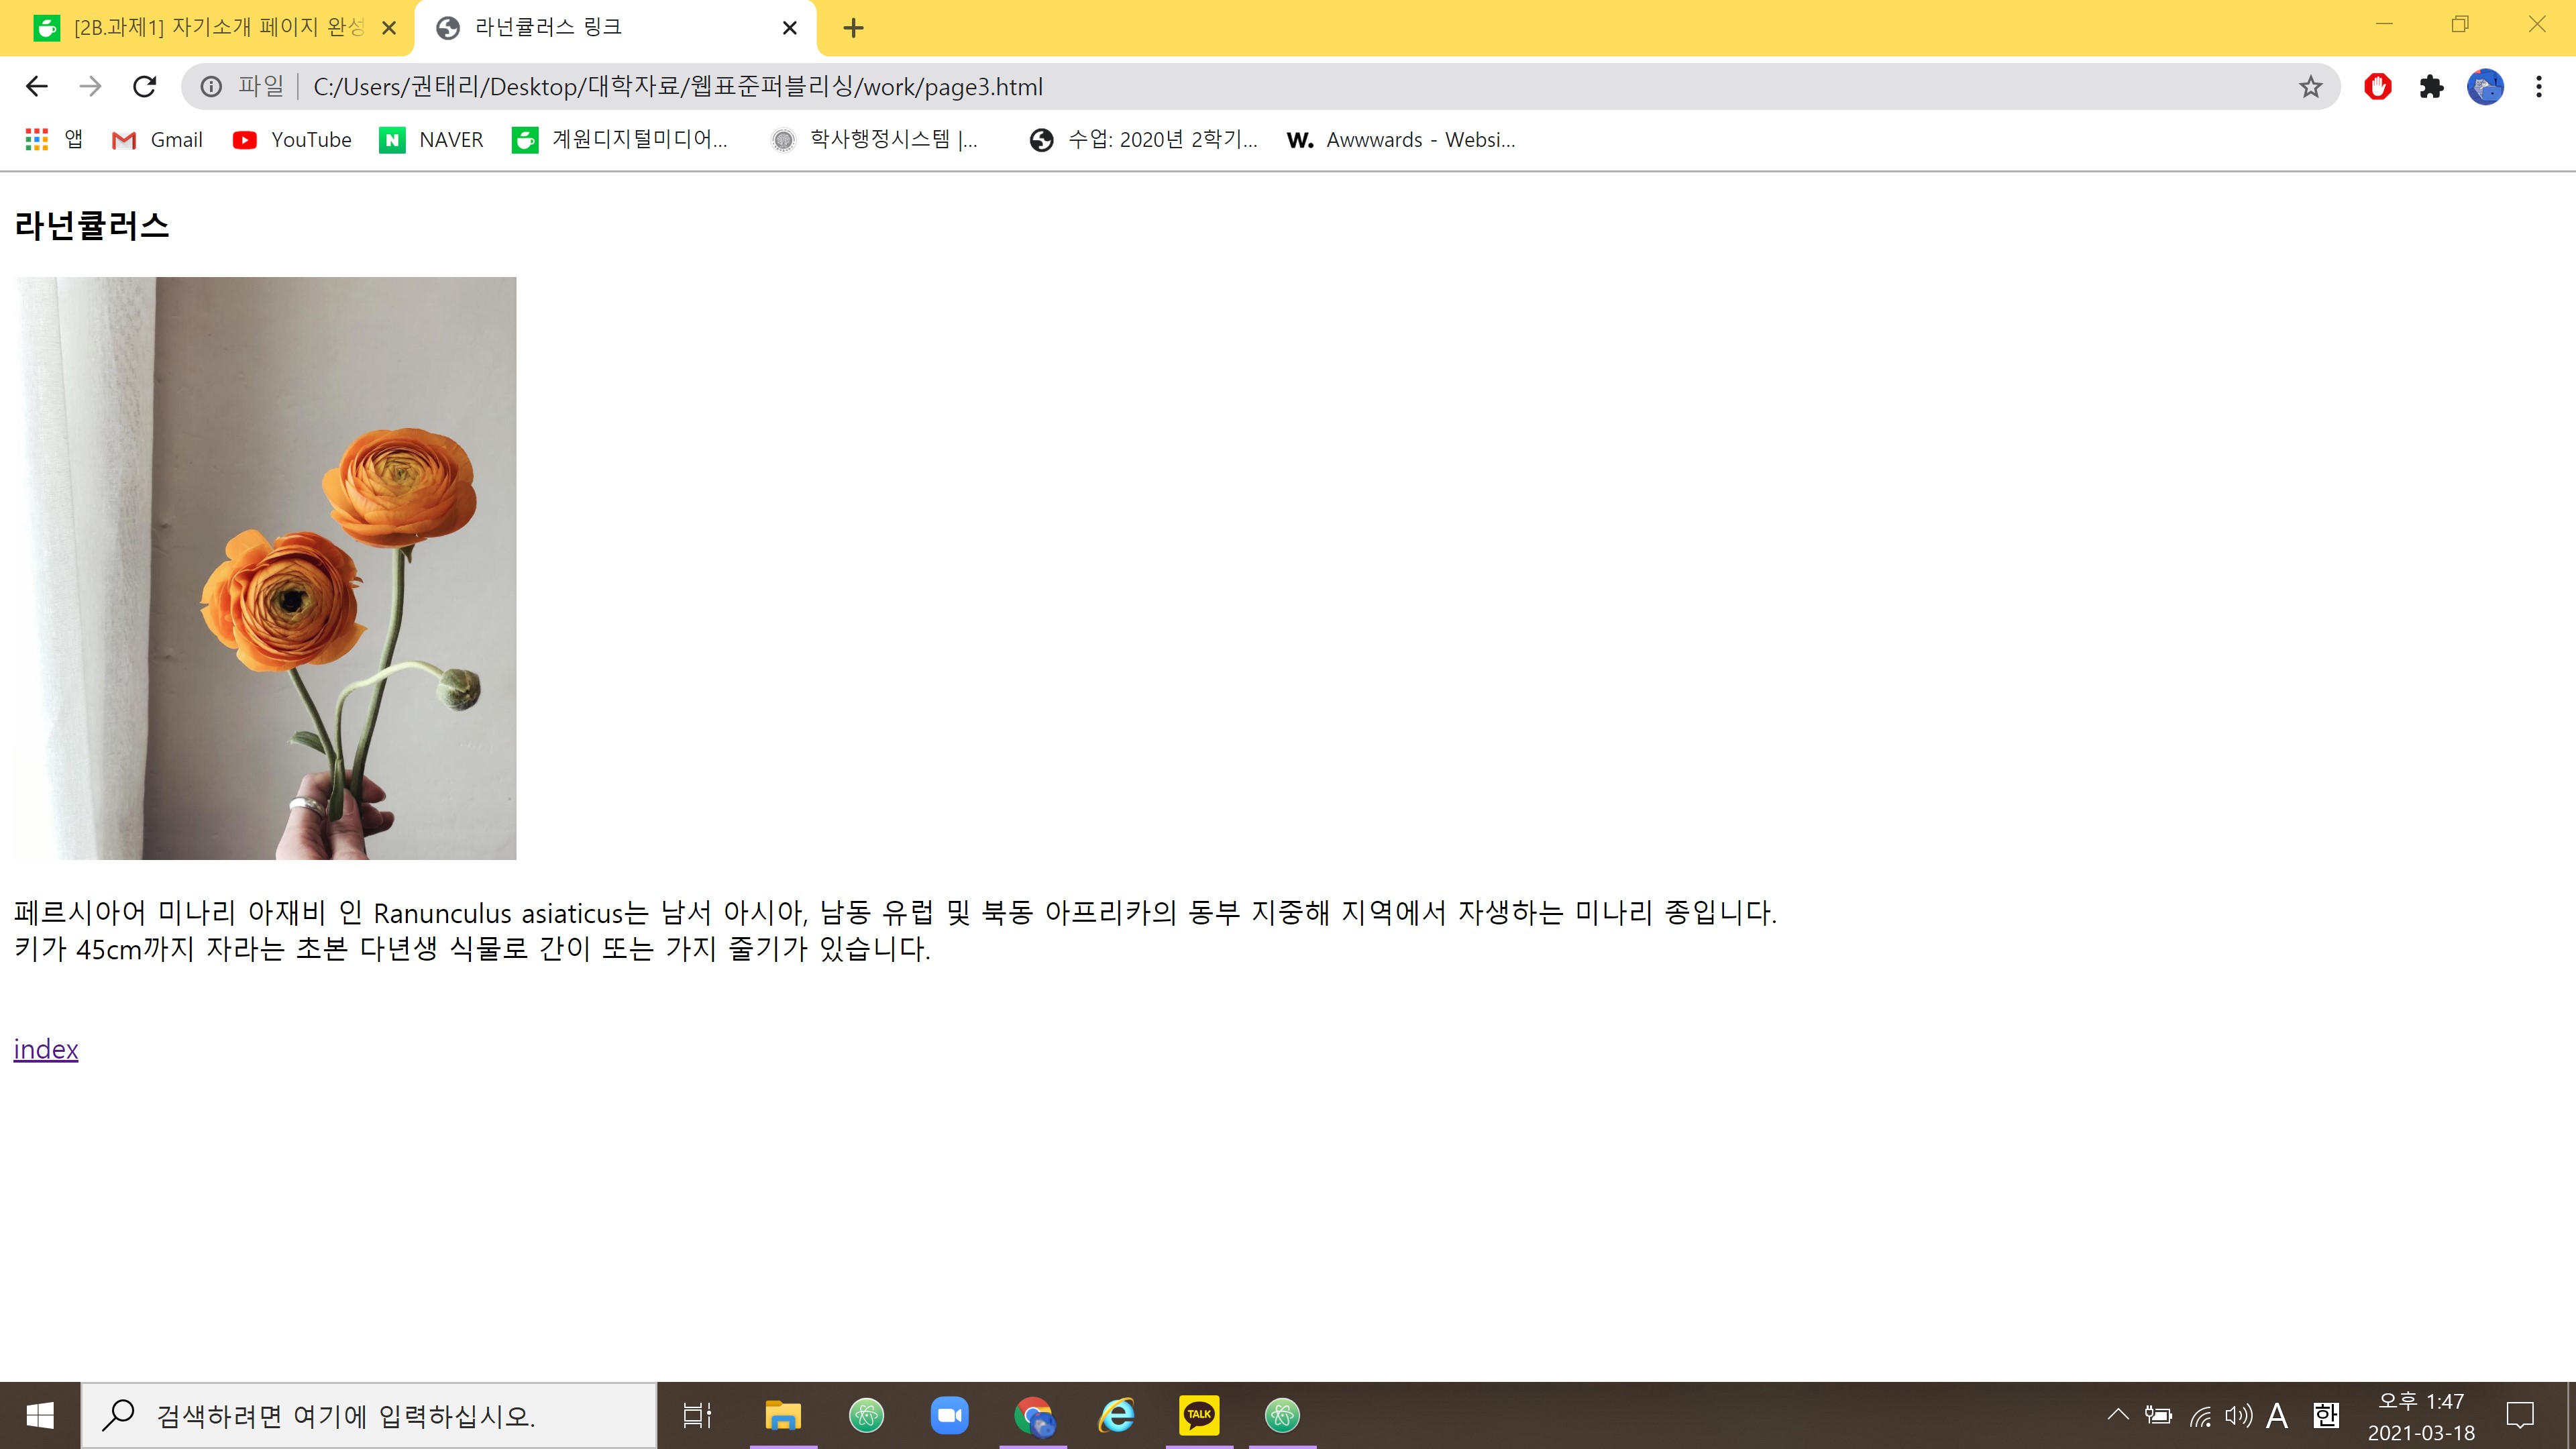 [2B.과제1] 자기소개 페이지 완성
라넌큘러스 링크
파일
C:/Users/권태리/Desktop/대학자료/웹표준퍼블리싱/work/page3.html
앱
Gmail
YouTube
NAVER
계원디지털미디어...
학사행정시스템 |...
수업: 2020년 2학기...
W. Awwwards - Websi...
라넌큘러스
페르시아어 미나리 아재비 인 Ranunculus asiaticus는 남서 아시아, 남동 유럽 및 북동 아프리카의 동부 지중해 지역에서 자생하는 미나리 종입니다.
키가 45cm까지 자라는 초본 다년생 식물로 간이 또는 가지 줄기가 있습니다.
index
검색하려면 여기에 입력하십시오.
TALK
A
한
오후 1:47
2021-03-18